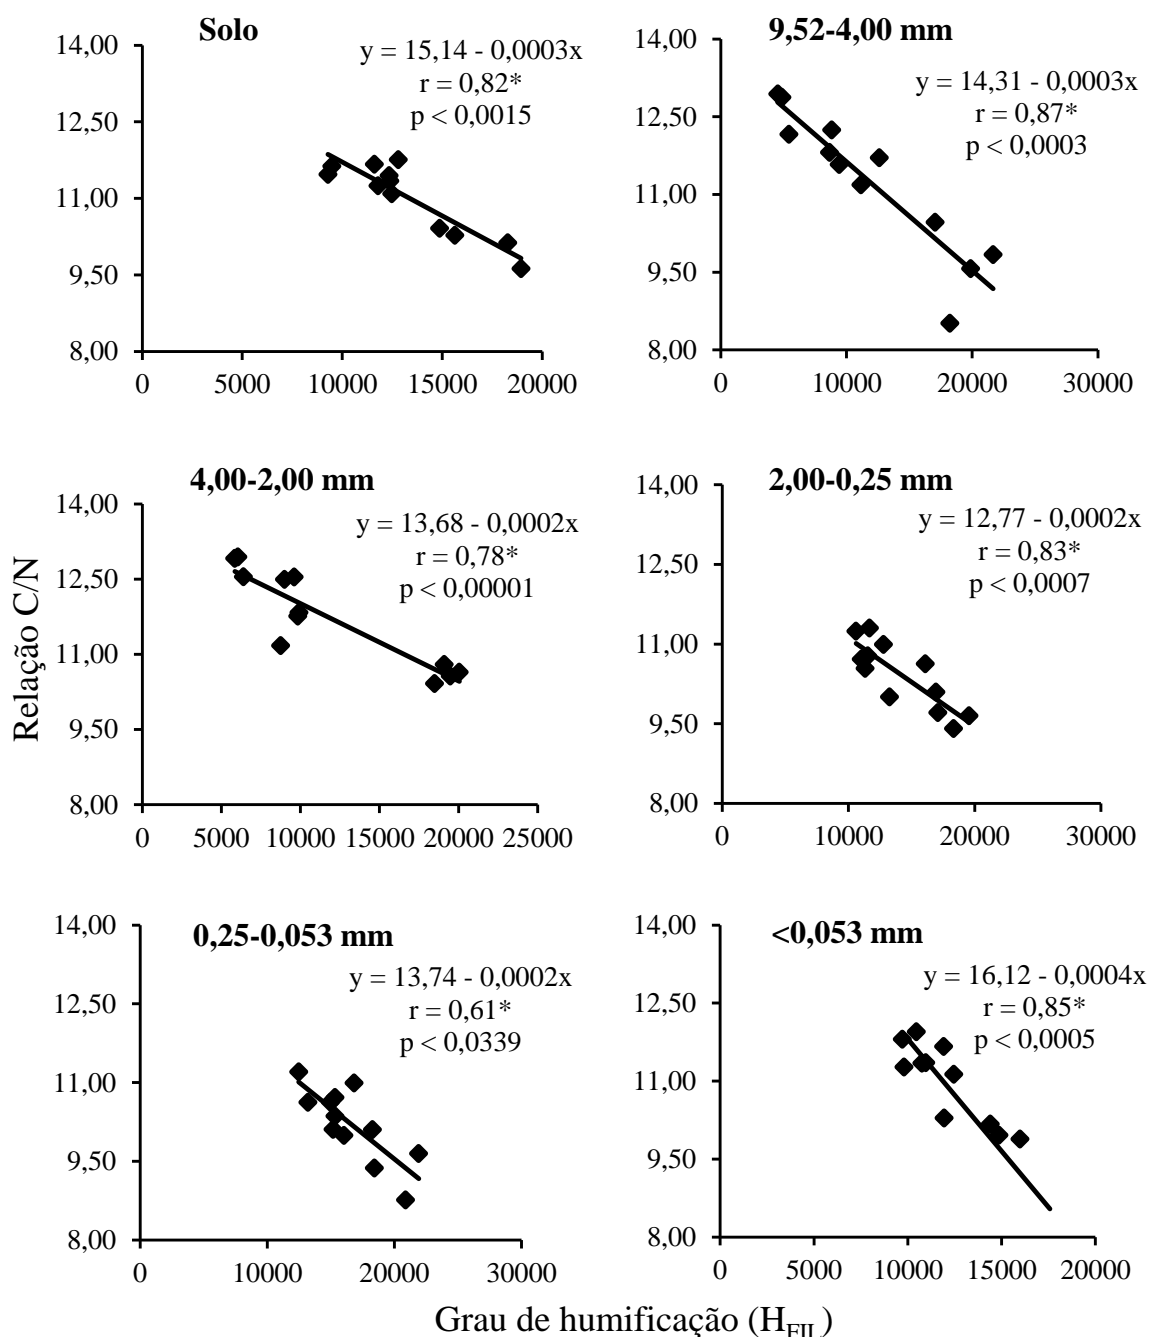 Solo
y = 15,14 - 0,0003x
r = 0,82*
p < 0,0015
14,00
12,50
11,00
9,50
8,00
0 5000 10000 15000 20000
9,52-4,00 mm
y = 14,31 - 0,0003x
r = 0,87*
p < 0,0003
14,00
12,50
11,00
9,50
8,00
0 10000 20000 30000
Relação C/N
4,00-2,00 mm
y = 13,68 - 0,0002x
r = 0,78*
p < 0,00001
14,00
12,50
11,00
9,50
8,00
0 5000 10000 15000 20000 25000
2,00-0,25 mm
y = 12,77 - 0,0002x
r = 0,83*
p < 0,0007
14,00
12,50
11,00
9,50
8,00
0 10000 20000 30000
0,25-0,053 mm
y = 13,74 - 0,0002x
r = 0,61*
p < 0,0339
14,00
12,50
11,00
9,50
8,00
0 10000 20000 30000
<0,053 mm
y = 16,12 - 0,0004x
r = 0,85*
p < 0,0005
14,00
12,50
11,00
9,50
8,00
0 5000 10000 15000 20000
Grau de humificação (HFIL)